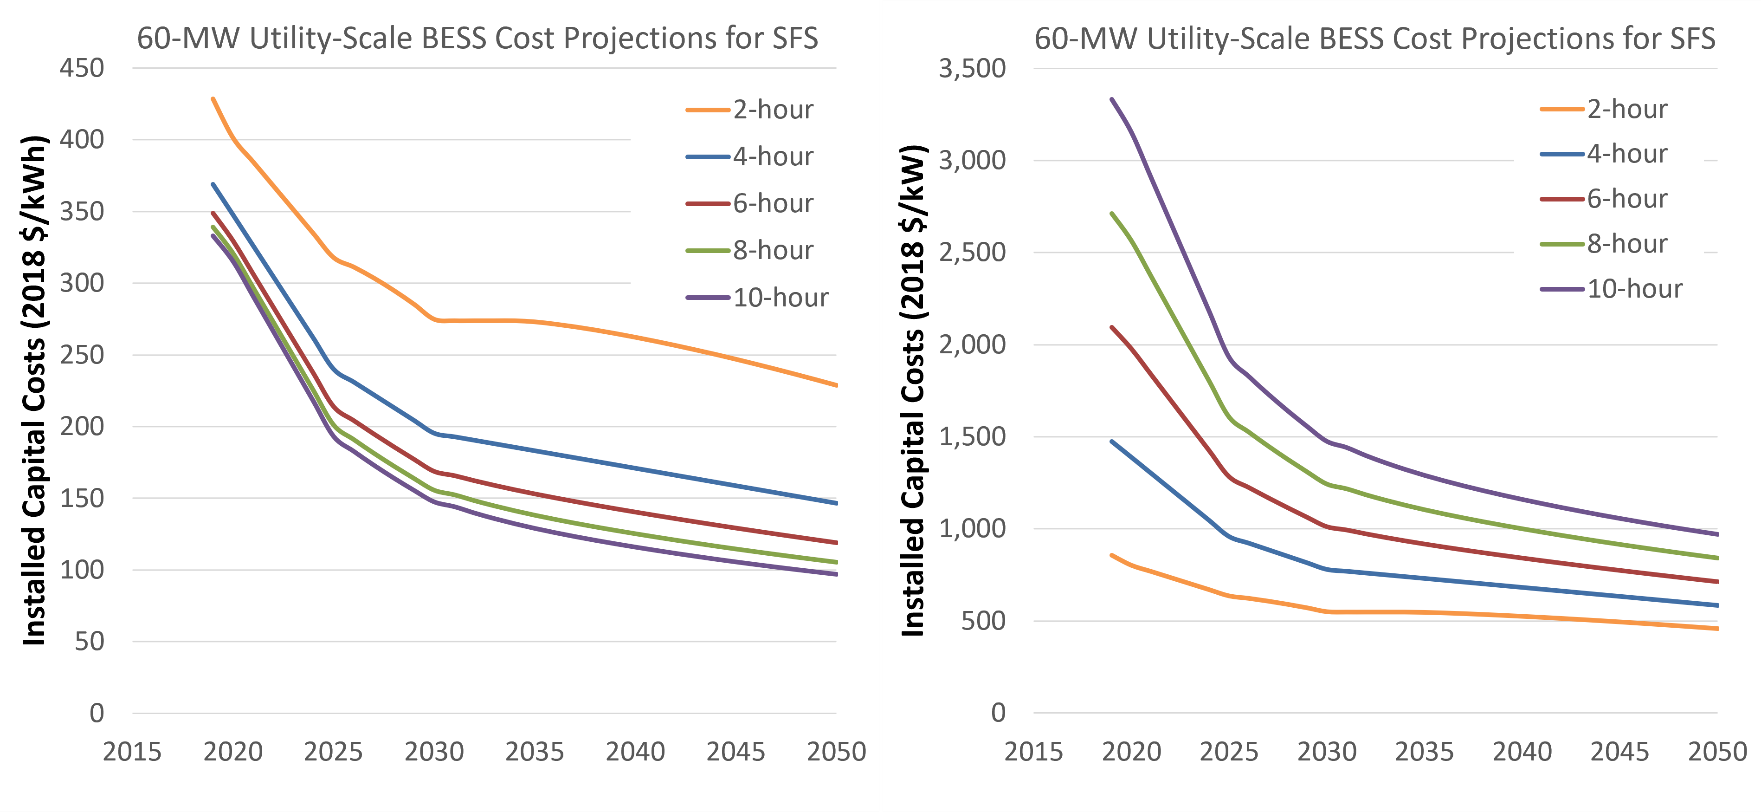 60-MW Utility-Scale BESS Cost Projections for SFS
Installed Capital Costs (2018 $/kWh)
450
400
350
300
250
200
150
100
50
0
2015 2020 2025 2030 2035 2040 2045 2050
2-hour
4-hour
6-hour
8-hour
10-hour
60-MW Utility-Scale BESS Cost Projections for SFS
Installed Capital Costs (2018 $/kW)
3,500
3,000
2,500
2,000
1,500
1,000
500
0
2015 2020 2025 2030 2035 2040 2045 2050
2-hour
4-hour
6-hour
8-hour
10-hour